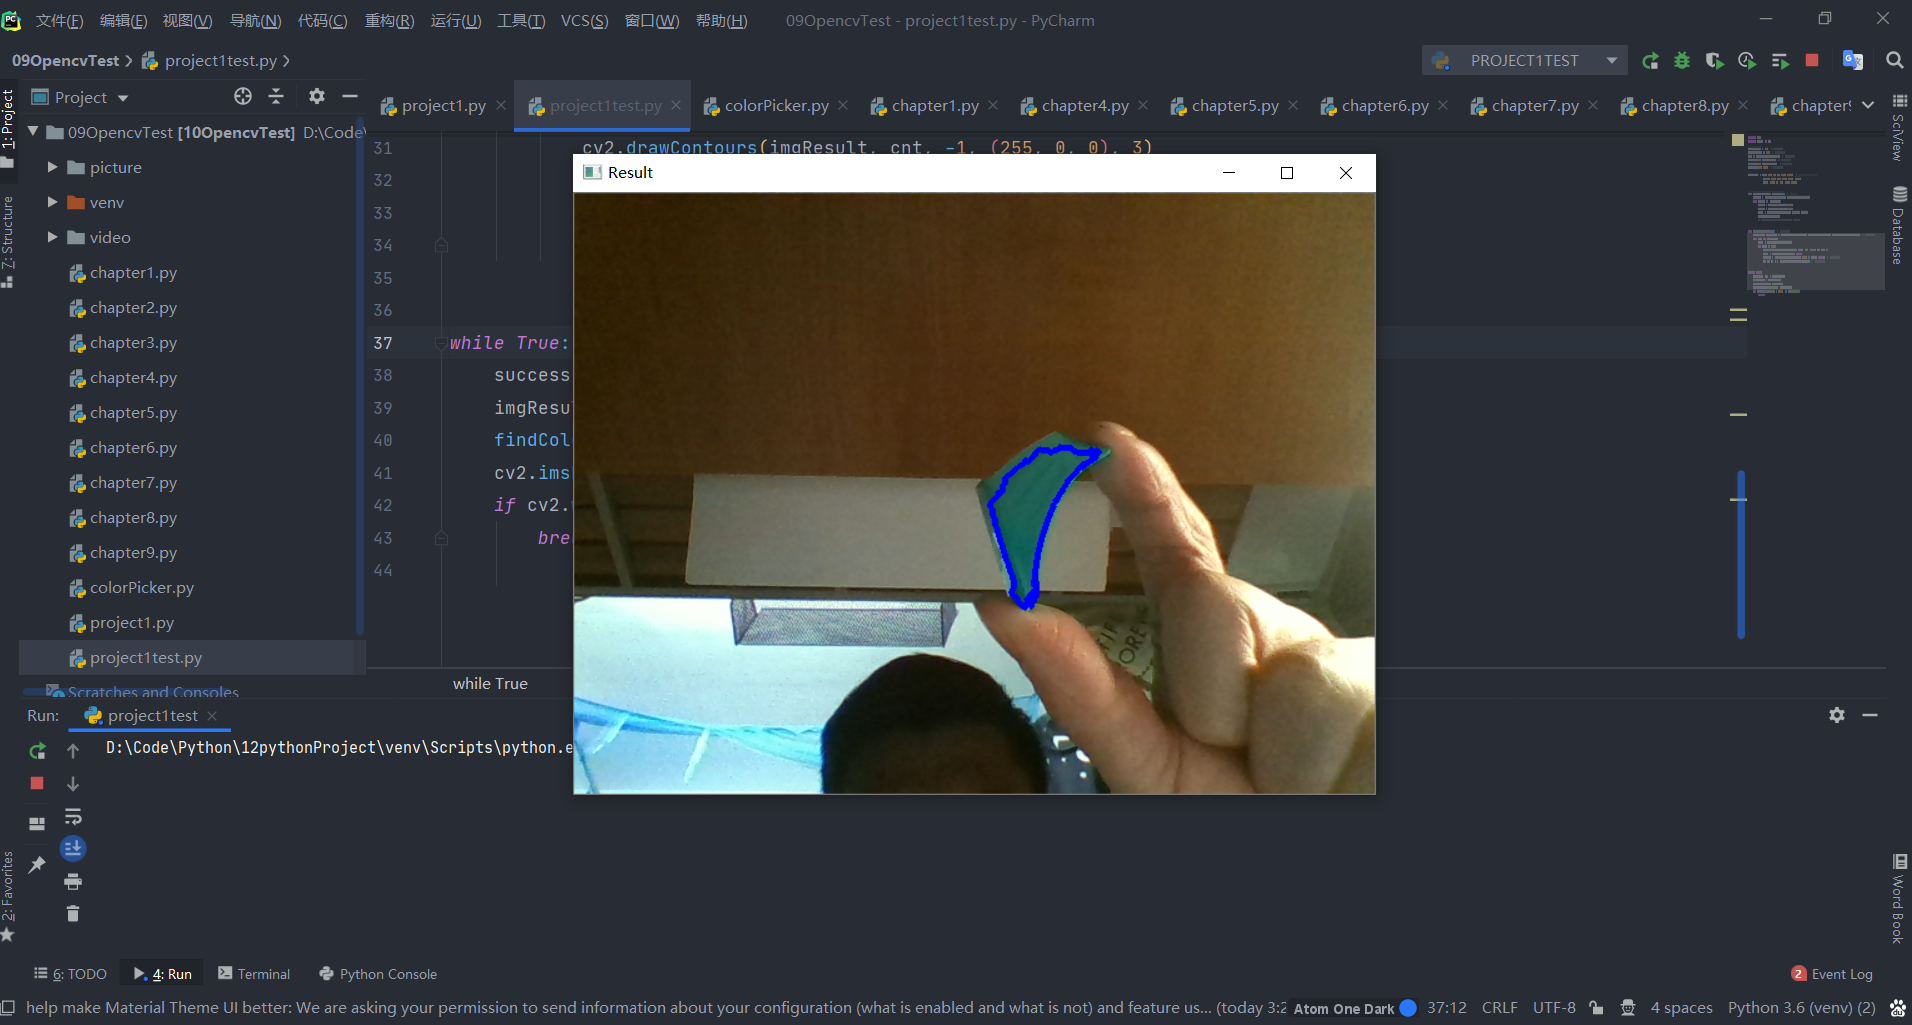 文件(F) 编辑(E) 视图(V) 导航(N) 代码(C) 重构(R) 运行(U) 工具(T) VCS(S) 窗口(W) 帮助(H) 09OpencvTest - project1test.py - PyCharm
09OpencvTest project1test.py PROJECT1TEST
Project
project1.py project1test.py colorPicker.py chapter1.py chapter4.py chapter5.py chapter6.py chapter7.py chapter8.py
1: Project
Z: Structure
2: Favorites
SciView
Database
Word Book
09OpencvTest [10OpencvTest] D:\Code\
picture
venv
video
chapter1.py
chapter2.py
chapter3.py
chapter4.py
chapter5.py
chapter6.py
chapter7.py
chapter8.py
chapter9.py
colorPicker.py
project1.py
project1test.py
Scratches and Consoles
31 cv2.drawContours(imgResult, cnt, -1, (255, 0, 0), 3)
32
33
34
35
36
37 while True:
38 success
39 imgResu
40 findCol
41 cv2.ims
42 if cv2.
43 bre
44
while True
Result
Run: project1test
D:\Code\Python\12pythonProject\venv\Scripts\python.e
6: TODO 4: Run Terminal Python Console 2 Event Log
help make Material Theme UI better: We are asking your permission to send information about your configuration (what is enabled and what is not) and feature us... (today 3:2 Atom One Dark 37:12 CRLF UTF-8 4 spaces Python 3.6 (venv) (2)